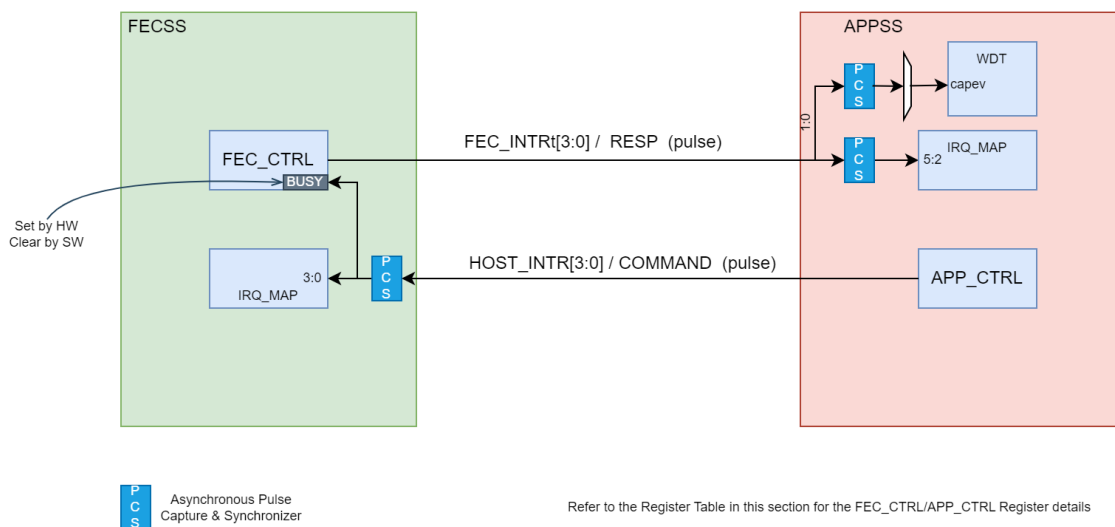 FECSS
APPSS
P
C
S
WDT
capev
1:0
FEC_INTRt[3:0] / RESP (pulse)
FEC_CTRL
BUSY
P
C
S
IRQ_MAP
5:2
Set by HW
Clear by SW
HOST_INTR[3:0] / COMMAND (pulse)
3:0
IRQ_MAP
P
C
S
APP_CTRL
P
C
S
Asynchronous Pulse
Capture & Synchronizer
Refer to the Register Table in this section for the FEC_CTRL/APP_CTRL Register details